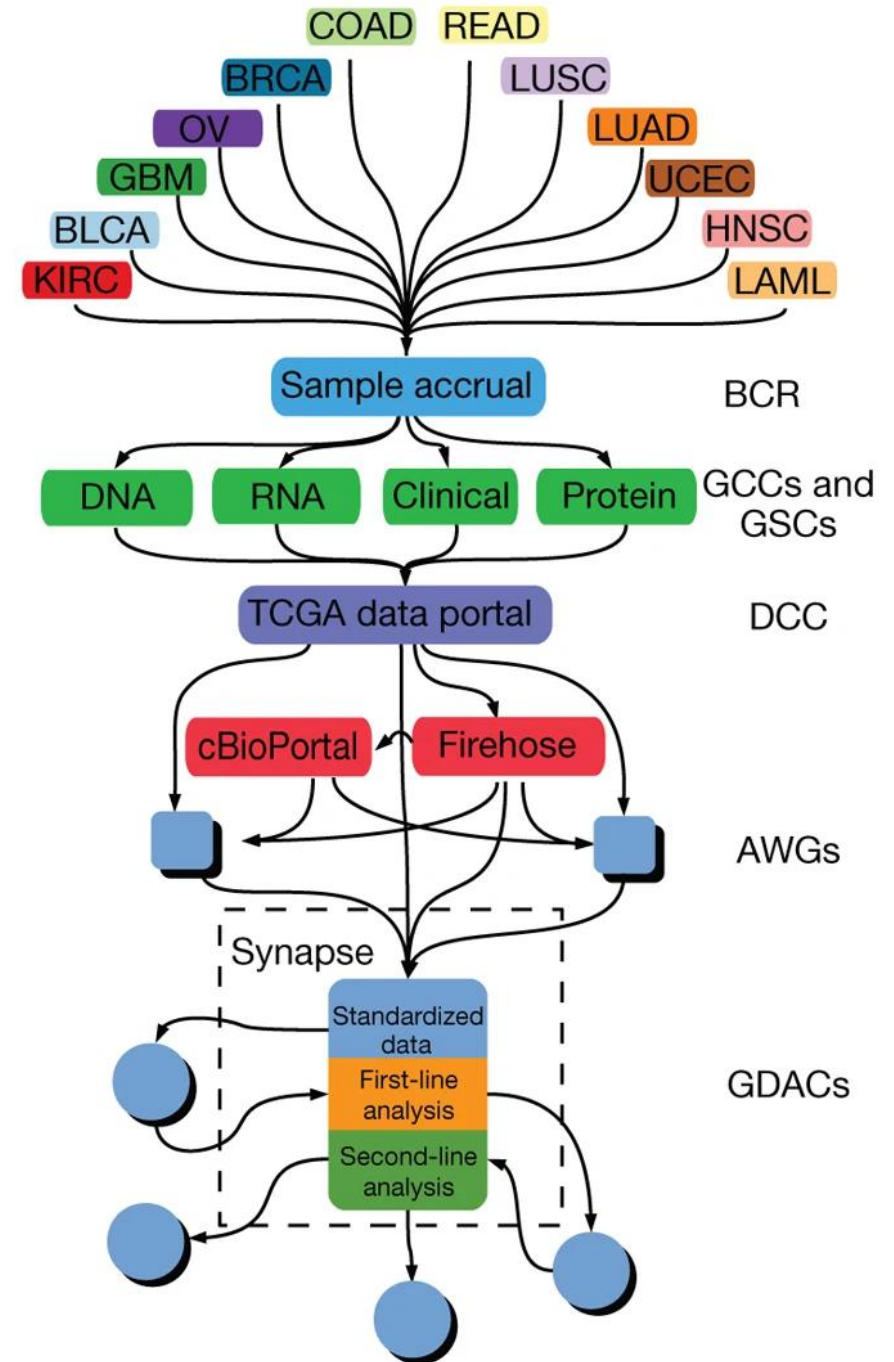 COAD
READ
BRCA
LUSC
OV
LUAD
GBM
UCEC
BLCA
HNSC
KIRC
LAML
Sample accrual
BCR
DNA
RNA
Clinical
Protein
GCCs and
GSCs
TCGA data portal
DCC
cBioPortal
Firehose
AWGs
Synapse
Standardized
data
First-line
analysis
Second-line
analysis
GDACs